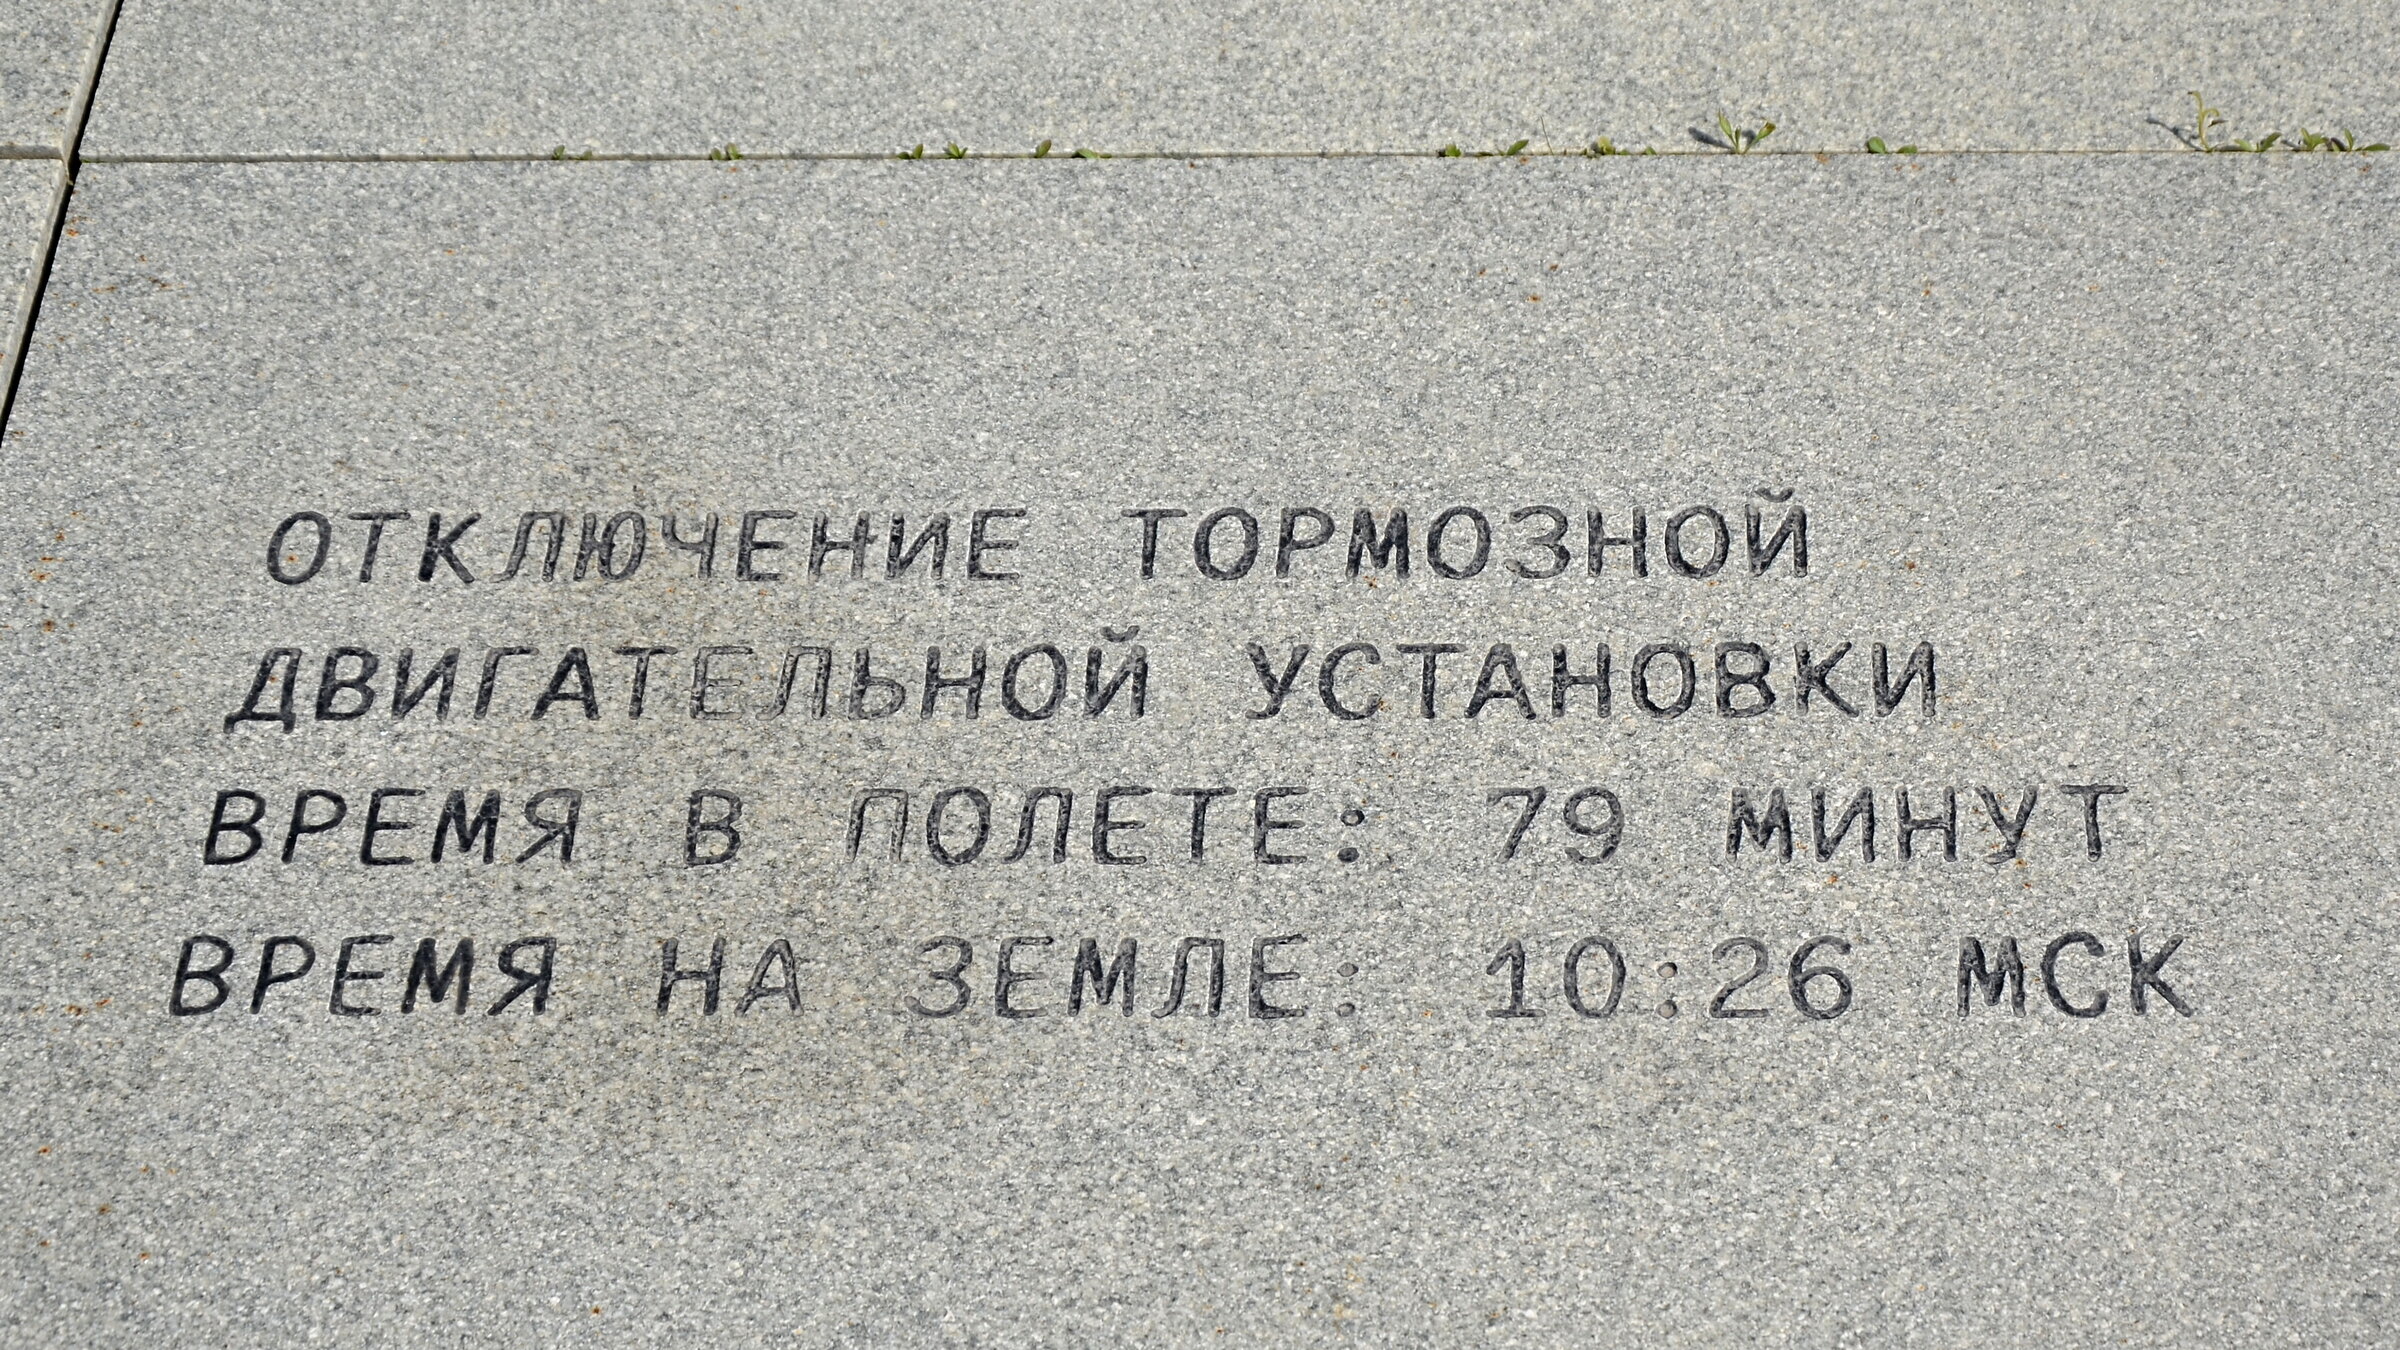 ОТКЛЮЧЕНИЕ ТОРМОЗНОЙ
ДВИГАТЕЛЬНОЙ УСТАНОВКИ
ВРЕМЯ В ПОЛЕТЕ: 79 МИНУТ
ВРЕМЯ НА ЗЕМЛЕ: 10:26 МСК